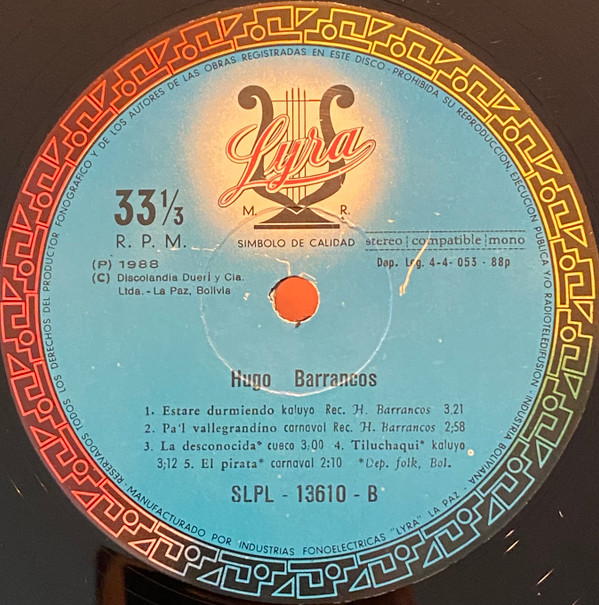 RESERVADOS TODOS LOS DERECHOS DEL PRODUCTOR FONOGRAFICO Y DE LOS AUTORES DE LAS OBRAS REGISTRADAS EN ESTE DISCO - PROHIBIDA SU REPRODUCCION, EJECUCION PUBLICA Y/O RADIOTELEDIFUSION - INDUSTRIA BOLIVIANA
Lyra
M. R.
SIMBOLO DE CALIDAD
33 1/3
R. P. M.
stereo compatible mono
(P) 1988
Dep. Leg. 4-4-053 - 88p
(C) Discolandia Dueri y Cia.
Ltda. - La Paz, Bolivia
Hugo Barrancos
1. Estare durmiendo kaluyo Rec. H. Barrancos 3,21
2. Pa'l vallegrandino carnaval Rec. H. Barrancos 2;58
3. La desconocida* cueca 3,00 4. Tiluchaqui* kaluyo
3;12 5. El pirata* carnaval 2:10 *Dep. folk, Bol.
SLPL - 13610 - B
MANUFACTURADO POR INDUSTRIAS FONOELECTRICAS "LYRA" LA PAZ -